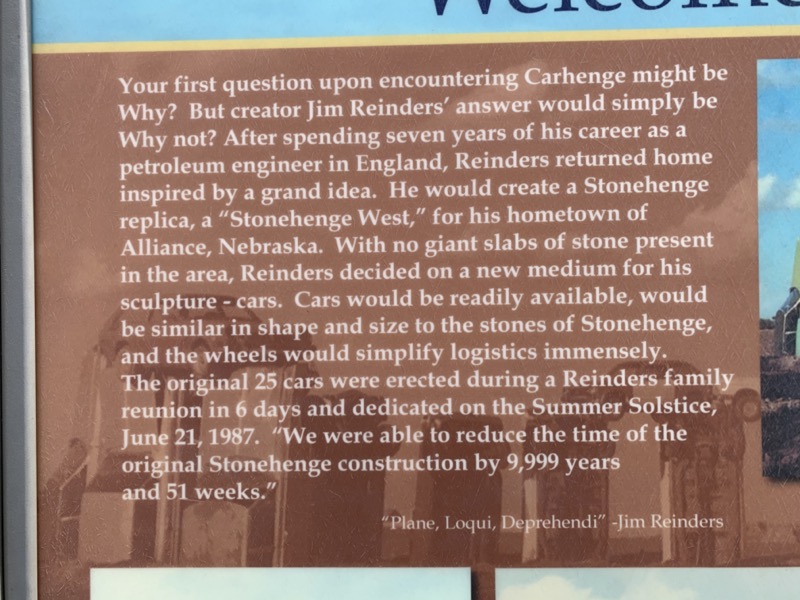 Welcome
Your first question upon encountering Carhenge might be
Why? But creator Jim Reinders' answer would simply be
Why not? After spending seven years of his career as a
petroleum engineer in England, Reinders returned home
inspired by a grand idea. He would create a Stonehenge
replica, a “Stonehenge West,” for his hometown of
Alliance, Nebraska. With no giant slabs of stone present
in the area, Reinders decided on a new medium for his
sculpture - cars. Cars would be readily available, would
be similar in shape and size to the stones of Stonehenge,
and the wheels would simplify logistics immensely.
The original 25 cars were erected during a Reinders family
reunion in 6 days and dedicated on the Summer Solstice,
June 21, 1987. “We were able to reduce the time of the
original Stonehenge construction by 9,999 years
and 51 weeks.”
“Plane, Loqui, Deprehendi” -Jim Reinders